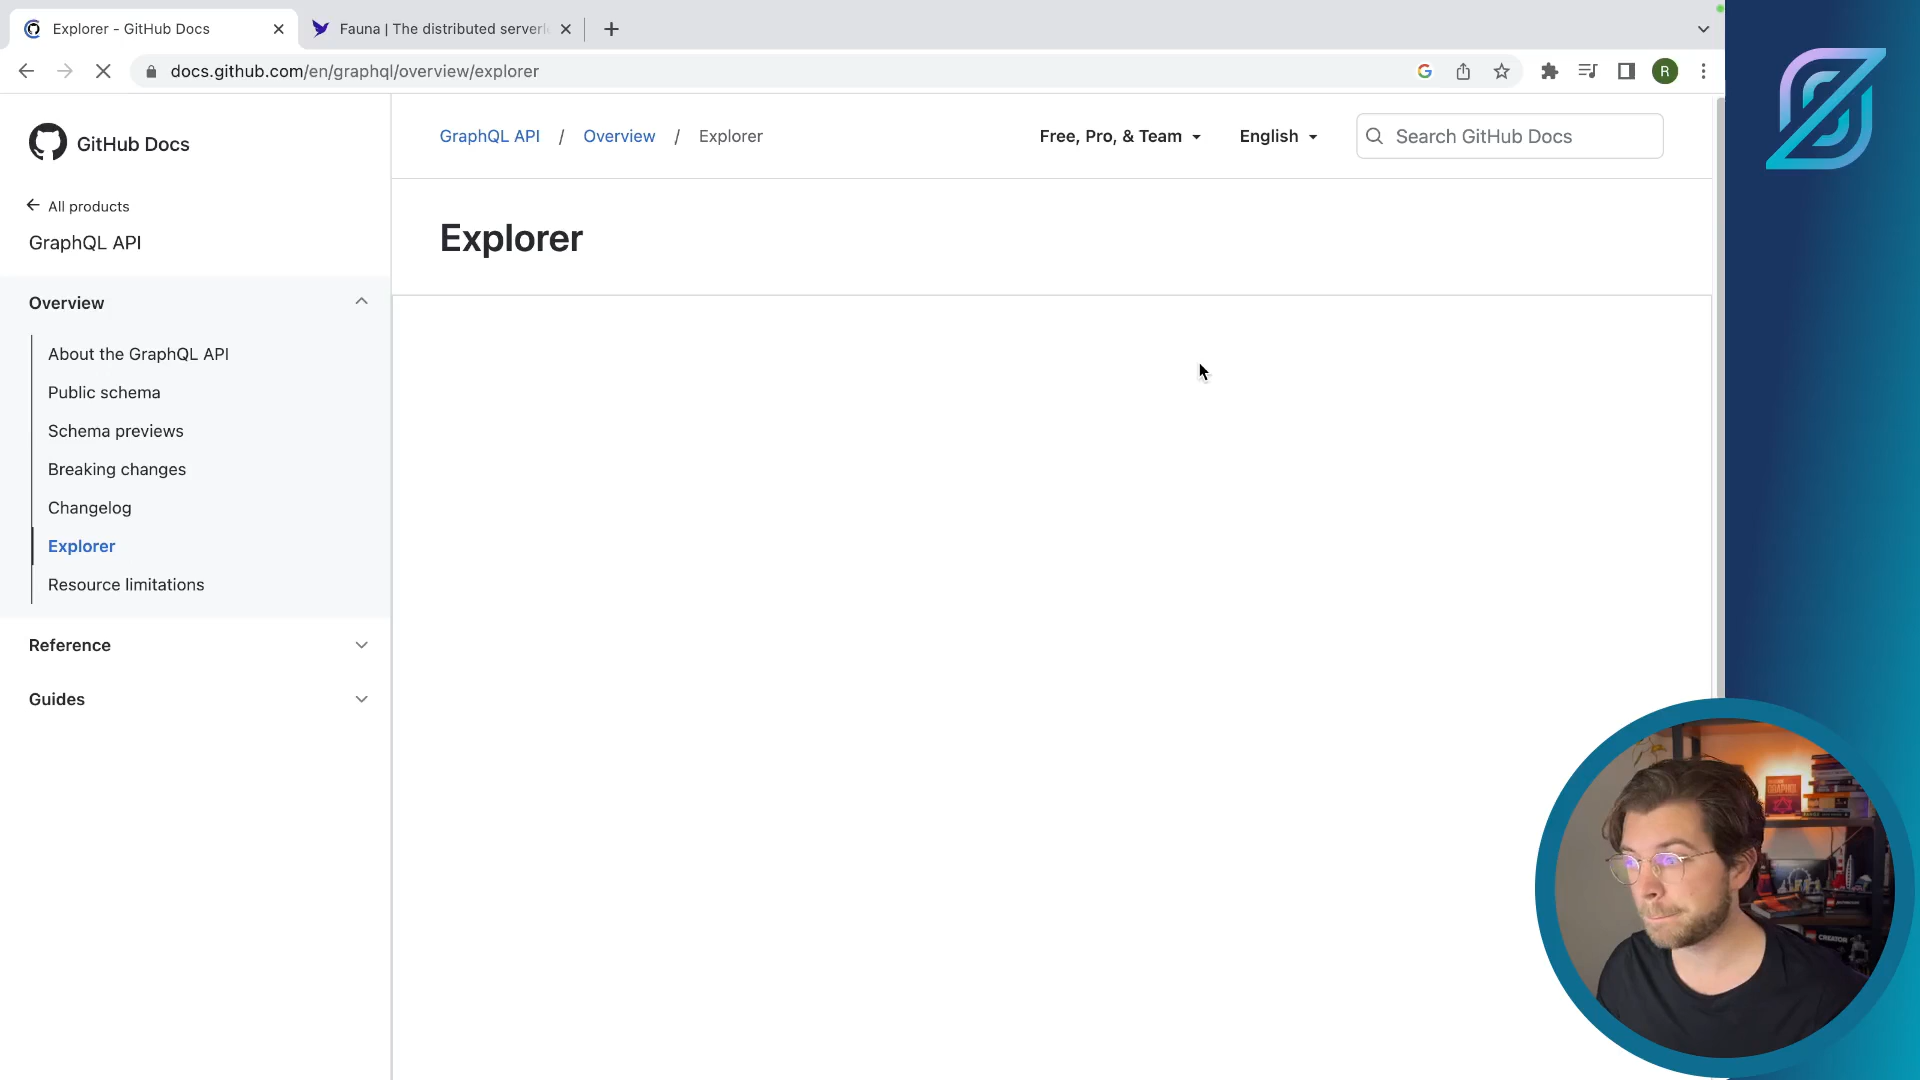 Explorer - GitHub Docs
Fauna | The distributed serverl
docs.github.com/en/graphql/overview/explorer
R
GitHub Docs
GraphQL API / Overview / Explorer
Free, Pro, & Team
English
Search GitHub Docs
All products
GraphQL API
Explorer
Overview
About the GraphQL API
Public schema
Schema previews
Breaking changes
Changelog
Explorer
Resource limitations
Reference
Guides
CREATOR